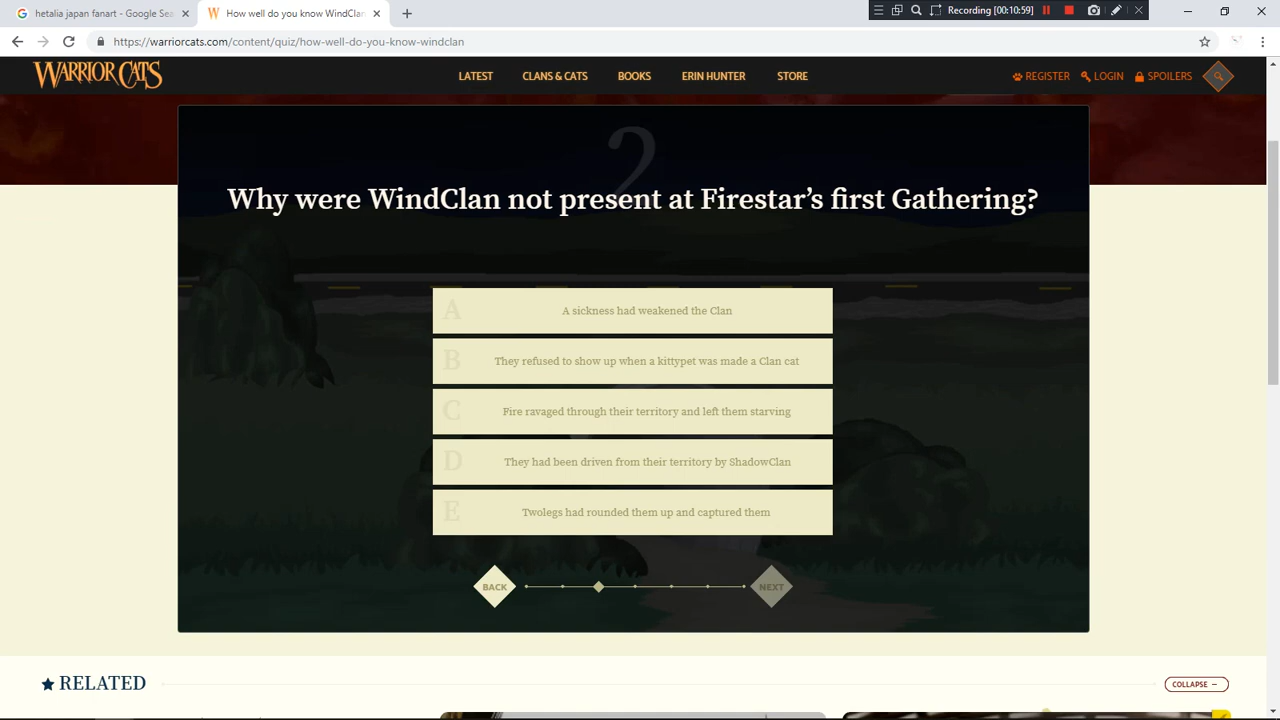 hetalia japan fanart - Google Sea
How well do you know WindClan
Recording [00:10:59]
https://warriorcats.com/content/quiz/how-well-do-you-know-windclan
WARRIOR CATS
LATEST
CLANS & CATS
BOOKS
ERIN HUNTER
STORE
REGISTER
LOGIN
SPOILERS
2
Why were WindClan not present at Firestar’s first Gathering?
A
A sickness had weakened the Clan
B
They refused to show up when a kittypet was made a Clan cat
C
Fire ravaged through their territory and left them starving
D
They had been driven from their territory by ShadowClan
E
Twolegs had rounded them up and captured them
BACK
NEXT
RELATED
COLLAPSE